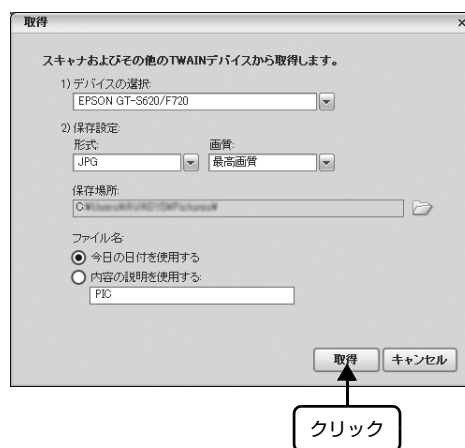 取得
スキャナおよびその他のTWAINデバイスから取得します。
1) デバイスの選択:
EPSON GT-S620/F720
2) 保存設定:
形式: 画質:
JPG 最高画質
保存場所:
C:¥
ファイル名:
今日の日付を使用する
内容の説明を使用する:
PIC
取得 キャンセル
クリック